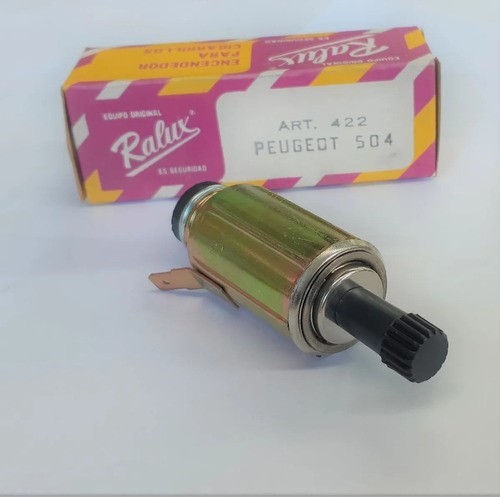 ENCENDEDOR
PARA
CIGARRILLOS
Ralux
EQUIPO ORIGINAL
ES SEGURIDAD
EQUIPO ORIGINAL
Ralux
ES SEGURIDAD
ART. 422
PEUGEOT 504